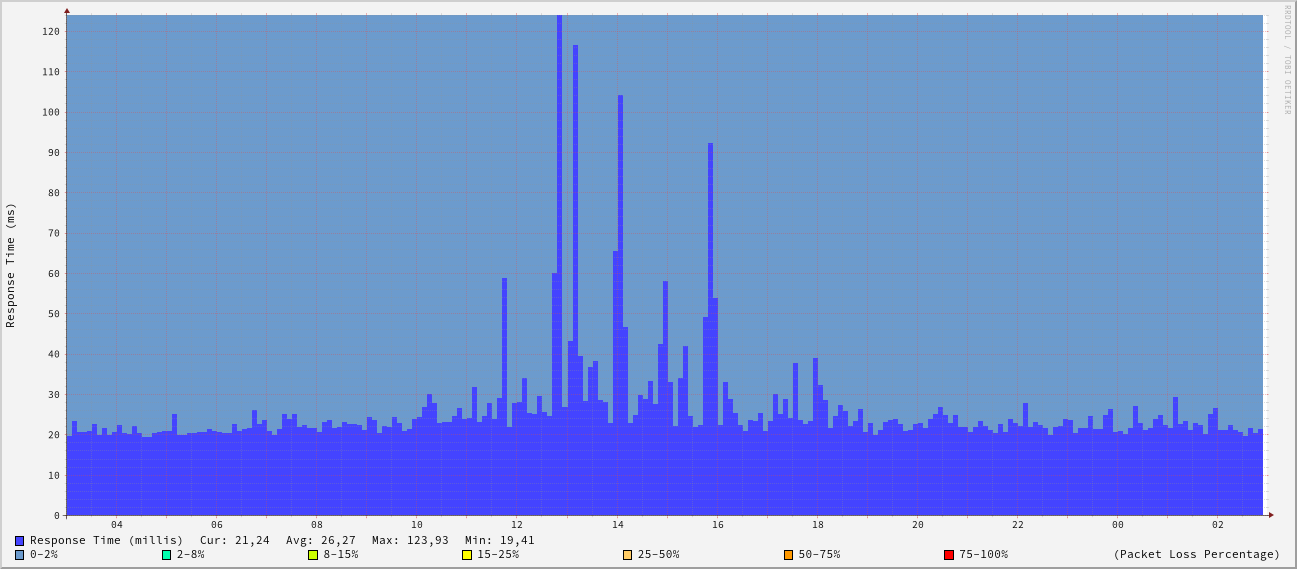 RRDTOOL / TOBI OETIKER
Response Time (ms)
120
110
100
90
80
70
60
50
40
30
20
10
0
04 06 08 10 12 14 16 18 20 22 00 02
Response Time (millis) Cur: 21,24 Avg: 26,27 Max: 123,93 Min: 19,41
0-2% 2-8% 8-15% 15-25% 25-50% 50-75% 75-100% (Packet Loss Percentage)